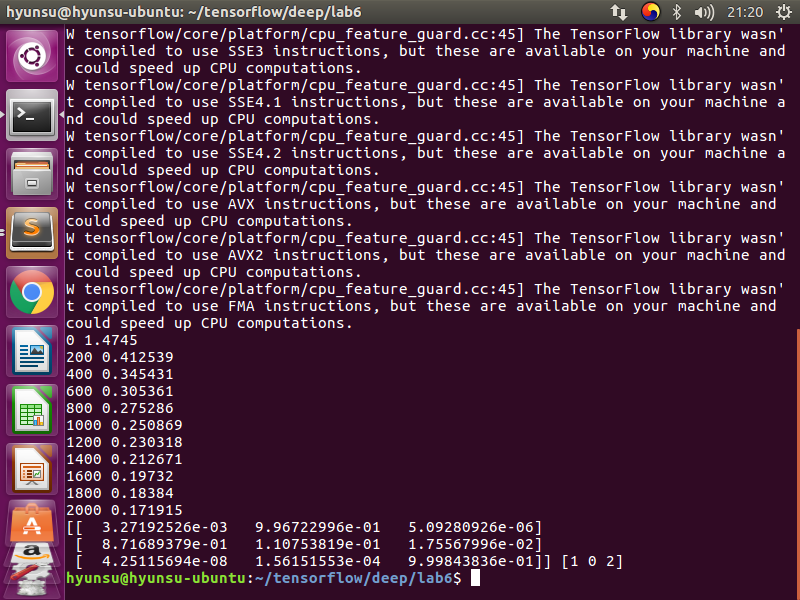 hyunsu@hyunsu-ubuntu: ~/tensorflow/deep/lab6
21:20
W tensorflow/core/platform/cpu_feature_guard.cc:45] The TensorFlow library wasn'
t compiled to use SSE3 instructions, but these are available on your machine and
 could speed up CPU computations.
W tensorflow/core/platform/cpu_feature_guard.cc:45] The TensorFlow library wasn'
t compiled to use SSE4.1 instructions, but these are available on your machine a
nd could speed up CPU computations.
W tensorflow/core/platform/cpu_feature_guard.cc:45] The TensorFlow library wasn'
t compiled to use SSE4.2 instructions, but these are available on your machine a
nd could speed up CPU computations.
W tensorflow/core/platform/cpu_feature_guard.cc:45] The TensorFlow library wasn'
t compiled to use AVX instructions, but these are available on your machine and 
could speed up CPU computations.
W tensorflow/core/platform/cpu_feature_guard.cc:45] The TensorFlow library wasn'
t compiled to use AVX2 instructions, but these are available on your machine and
 could speed up CPU computations.
W tensorflow/core/platform/cpu_feature_guard.cc:45] The TensorFlow library wasn'
t compiled to use FMA instructions, but these are available on your machine and 
could speed up CPU computations.
0 1.4745
200 0.412539
400 0.345431
600 0.305361
800 0.275286
1000 0.250869
1200 0.230318
1400 0.212671
1600 0.19732
1800 0.18384
2000 0.171915
[[  3.27192526e-03   9.96722996e-01   5.09280926e-06]
 [  8.71689379e-01   1.10753819e-01   1.75567996e-02]
 [  4.25115694e-08   1.56151553e-04   9.99843836e-01]] [1 0 2]
hyunsu@hyunsu-ubuntu:~/tensorflow/deep/lab6$